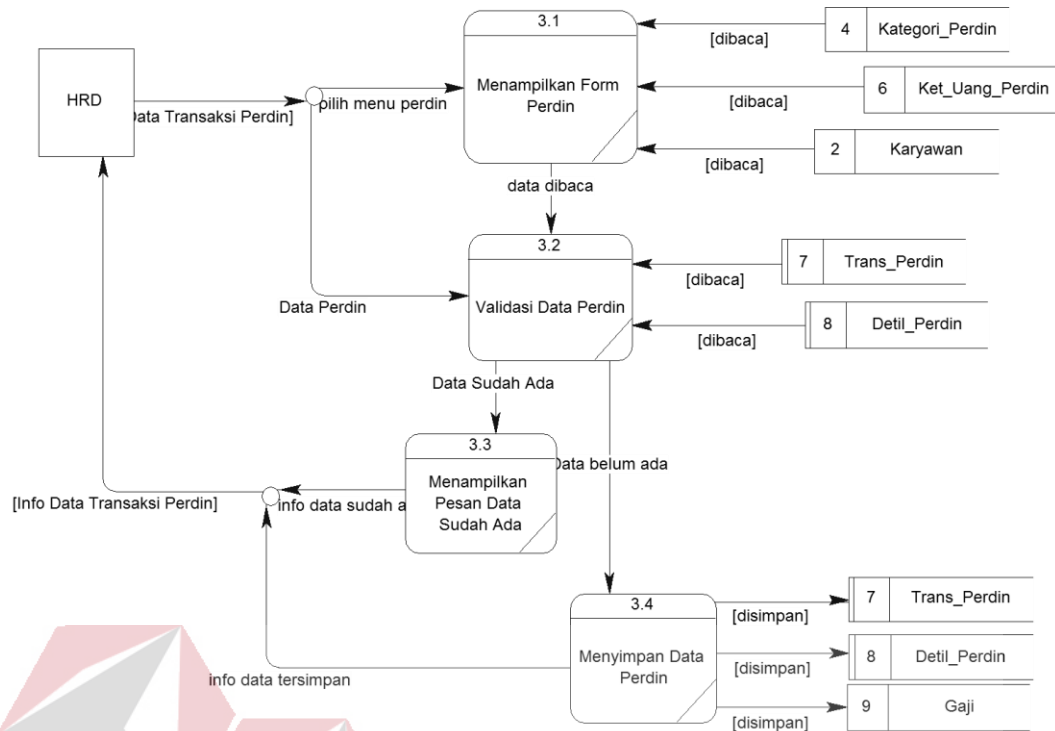 3.1
Menampilkan Form
Perdin
[dibaca]
4
Kategori_Perdin
[dibaca]
6
Ket_Uang_Perdin
[dibaca]
2
Karyawan
HRD
Data Transaksi Perdin]
pilih menu perdin
data dibaca
3.2
Validasi Data Perdin
Data Perdin
[dibaca]
7
Trans_Perdin
[dibaca]
8
Detil_Perdin
Data Sudah Ada
Data belum ada
3.3
Menampilkan
Pesan Data
Sudah Ada
[Info Data Transaksi Perdin]
info data sudah a
3.4
Menyimpan Data
Perdin
info data tersimpan
[disimpan]
7
Trans_Perdin
[disimpan]
8
Detil_Perdin
[disimpan]
9
Gaji